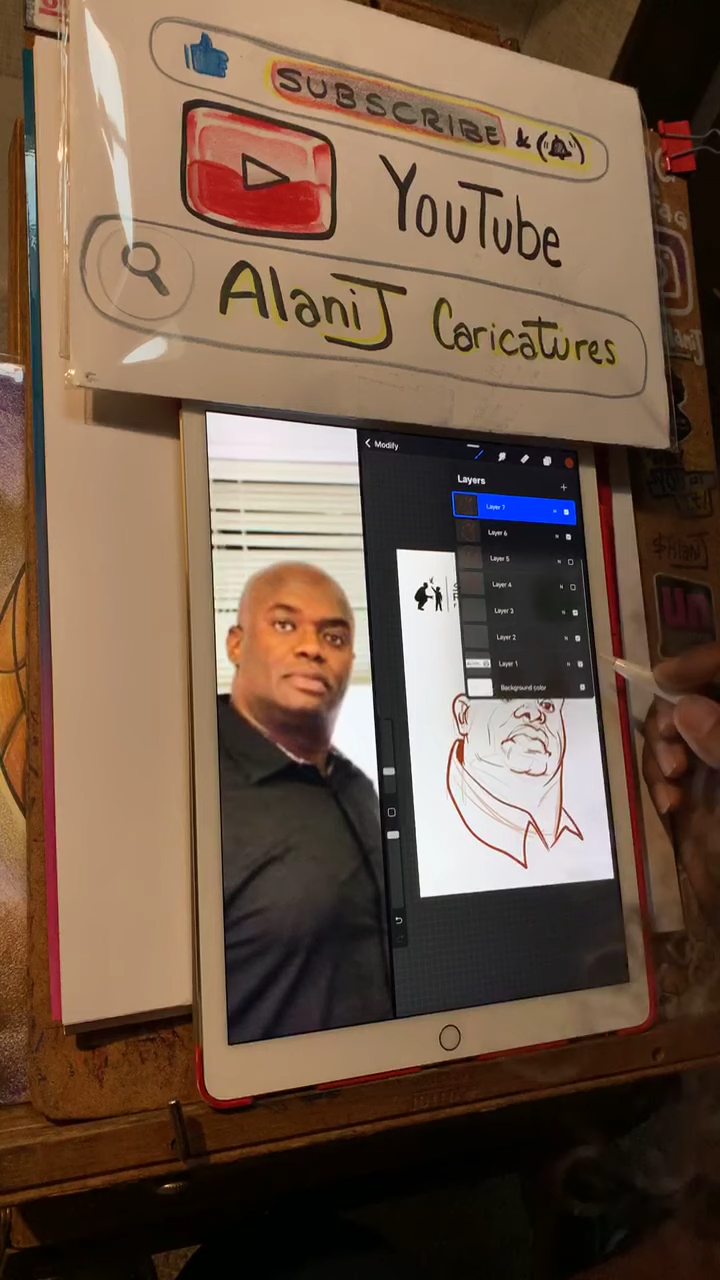 SUBSCRIBE &
YouTube
AlaniJ Caricatures
Modify
Layers
Layer 7
Layer 6
Layer 5
Layer 4
Layer 3
Layer 2
Layer 1
Background color